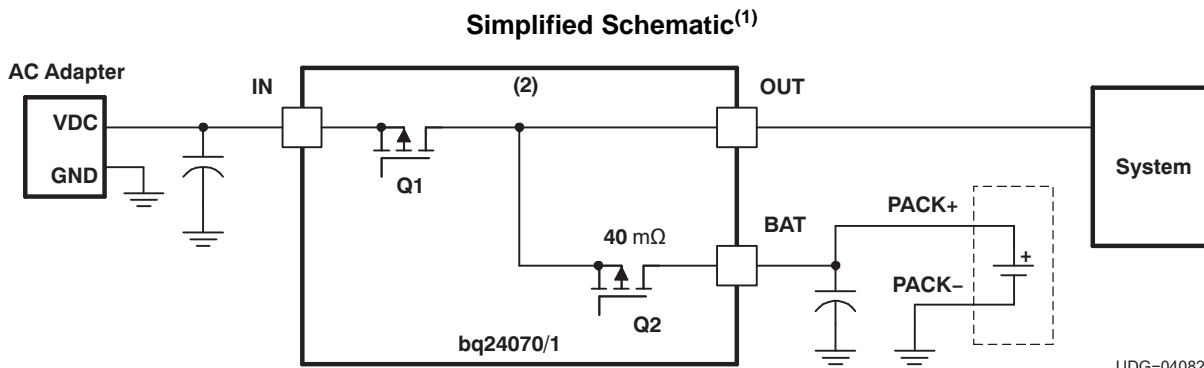 Simplified Schematic(1)
AC Adapter
VDC
GND
IN
(2)
OUT
Q1
40 mΩ
Q2
bq24070/1
BAT
PACK+
+
PACK−
System
UDG−04082